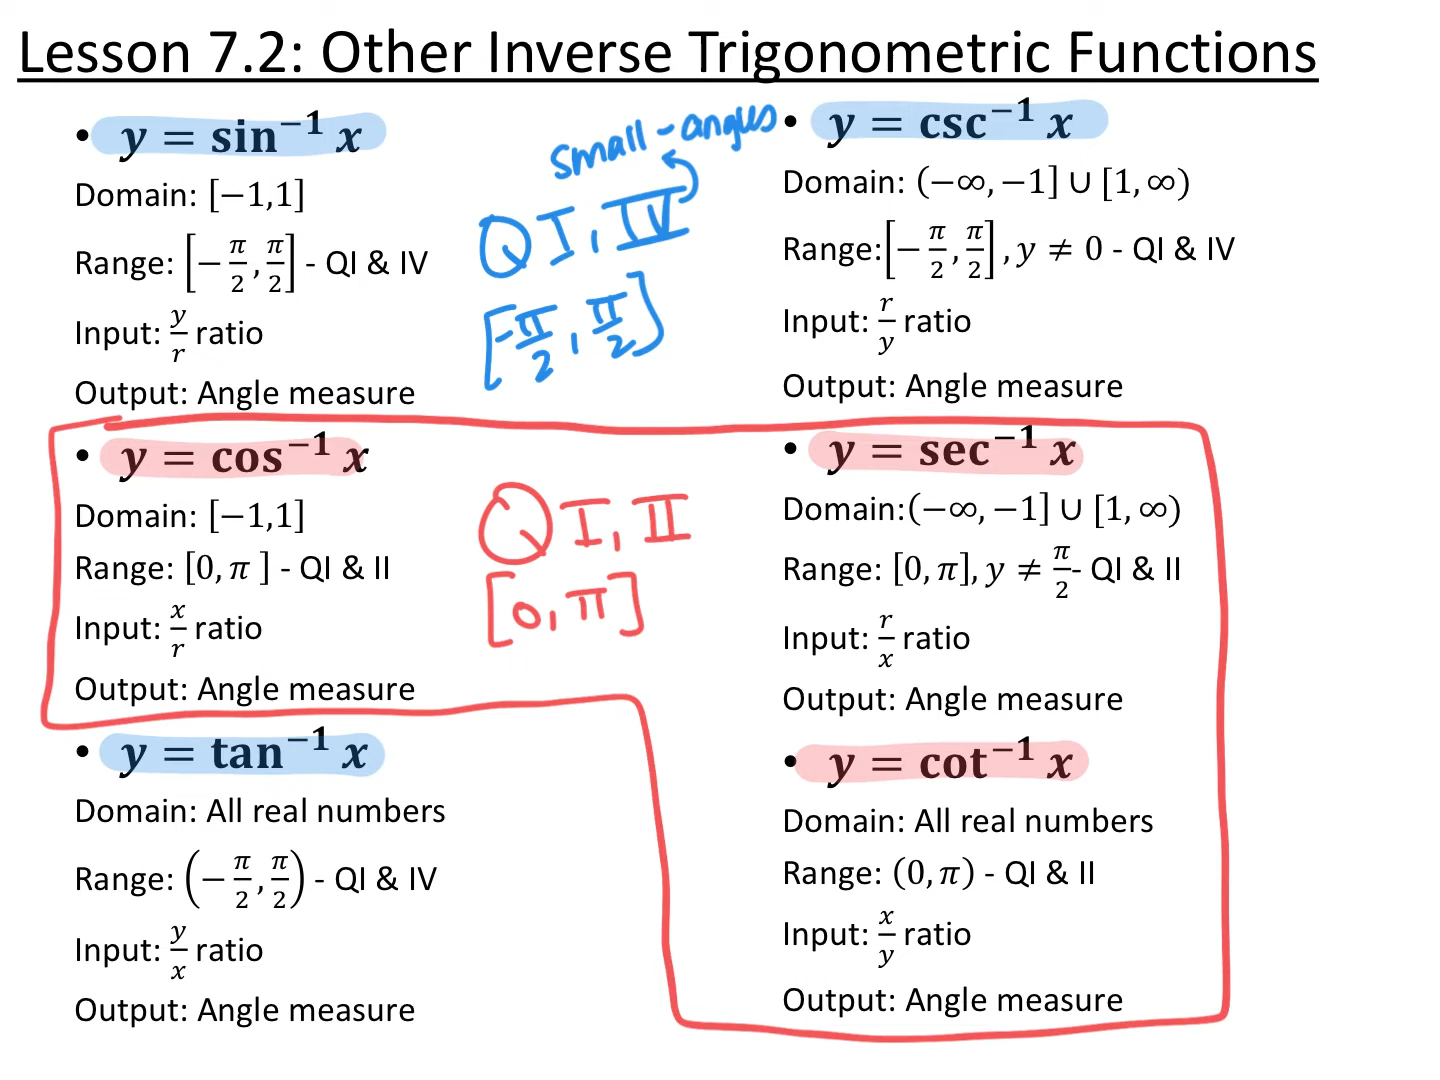 Lesson 7.2: Other Inverse Trigonometric Functions
• y = sin⁻¹ x
Domain: [−1,1]
Range: [−π/2, π/2] - QI & IV
Input: y/r ratio
Output: Angle measure
• y = cos⁻¹ x
Domain: [−1,1]
Range: [0, π ] - QI & II
Input: x/r ratio
Output: Angle measure
• y = tan⁻¹ x
Domain: All real numbers
Range: (−π/2, π/2) - QI & IV
Input: y/x ratio
Output: Angle measure
small-angles
QI, IV
[-π/2, π/2]
QI, II
[0, π]
• y = csc⁻¹ x
Domain: (−∞, −1] ∪ [1, ∞)
Range:[−π/2, π/2], y ≠ 0 - QI & IV
Input: r/y ratio
Output: Angle measure
• y = sec⁻¹ x
Domain:(−∞, −1] ∪ [1, ∞)
Range: [0, π], y ≠ π/2- QI & II
Input: r/x ratio
Output: Angle measure
• y = cot⁻¹ x
Domain: All real numbers
Range: (0, π) - QI & II
Input: x/y ratio
Output: Angle measure